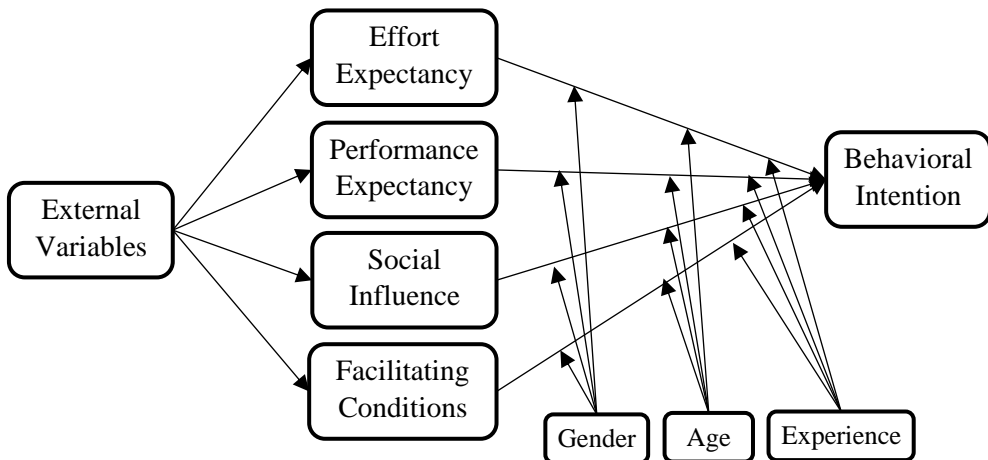 Effort
Expectancy
Performance
Expectancy
Behavioral
Intention
External
Variables
Social
Influence
Facilitating
Conditions
Gender
Age
Experience